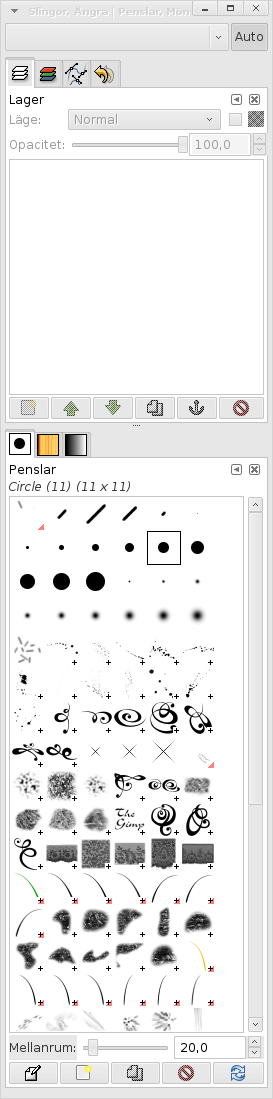 Slingor, Ångra | Penslar, Mön
Auto
Lager
Läge:
Normal
Opacitet:
100,0
Penslar
Circle (11) (11 x 11)
The
Gimp
Mellanrum:
20,0